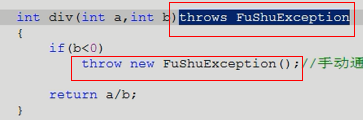 int div(int a,int b)throws FuShuException
{
if(b<0)
throw new FuShuException();//手动通
return a/b;
}